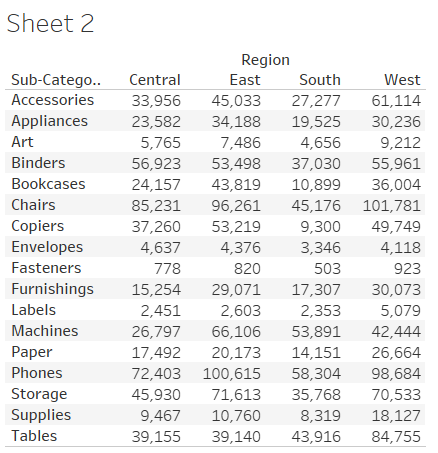 Sheet 2
Region
Sub-Catego.. Central East South West
Accessories 33,956 45,033 27,277 61,114
Appliances 23,582 34,188 19,525 30,236
Art 5,765 7,486 4,656 9,212
Binders 56,923 53,498 37,030 55,961
Bookcases 24,157 43,819 10,899 36,004
Chairs 85,231 96,261 45,176 101,781
Copiers 37,260 53,219 9,300 49,749
Envelopes 4,637 4,376 3,346 4,118
Fasteners 778 820 503 923
Furnishings 15,254 29,071 17,307 30,073
Labels 2,451 2,603 2,353 5,079
Machines 26,797 66,106 53,891 42,444
Paper 17,492 20,173 14,151 26,664
Phones 72,403 100,615 58,304 98,684
Storage 45,930 71,613 35,768 70,533
Supplies 9,467 10,760 8,319 18,127
Tables 39,155 39,140 43,916 84,755